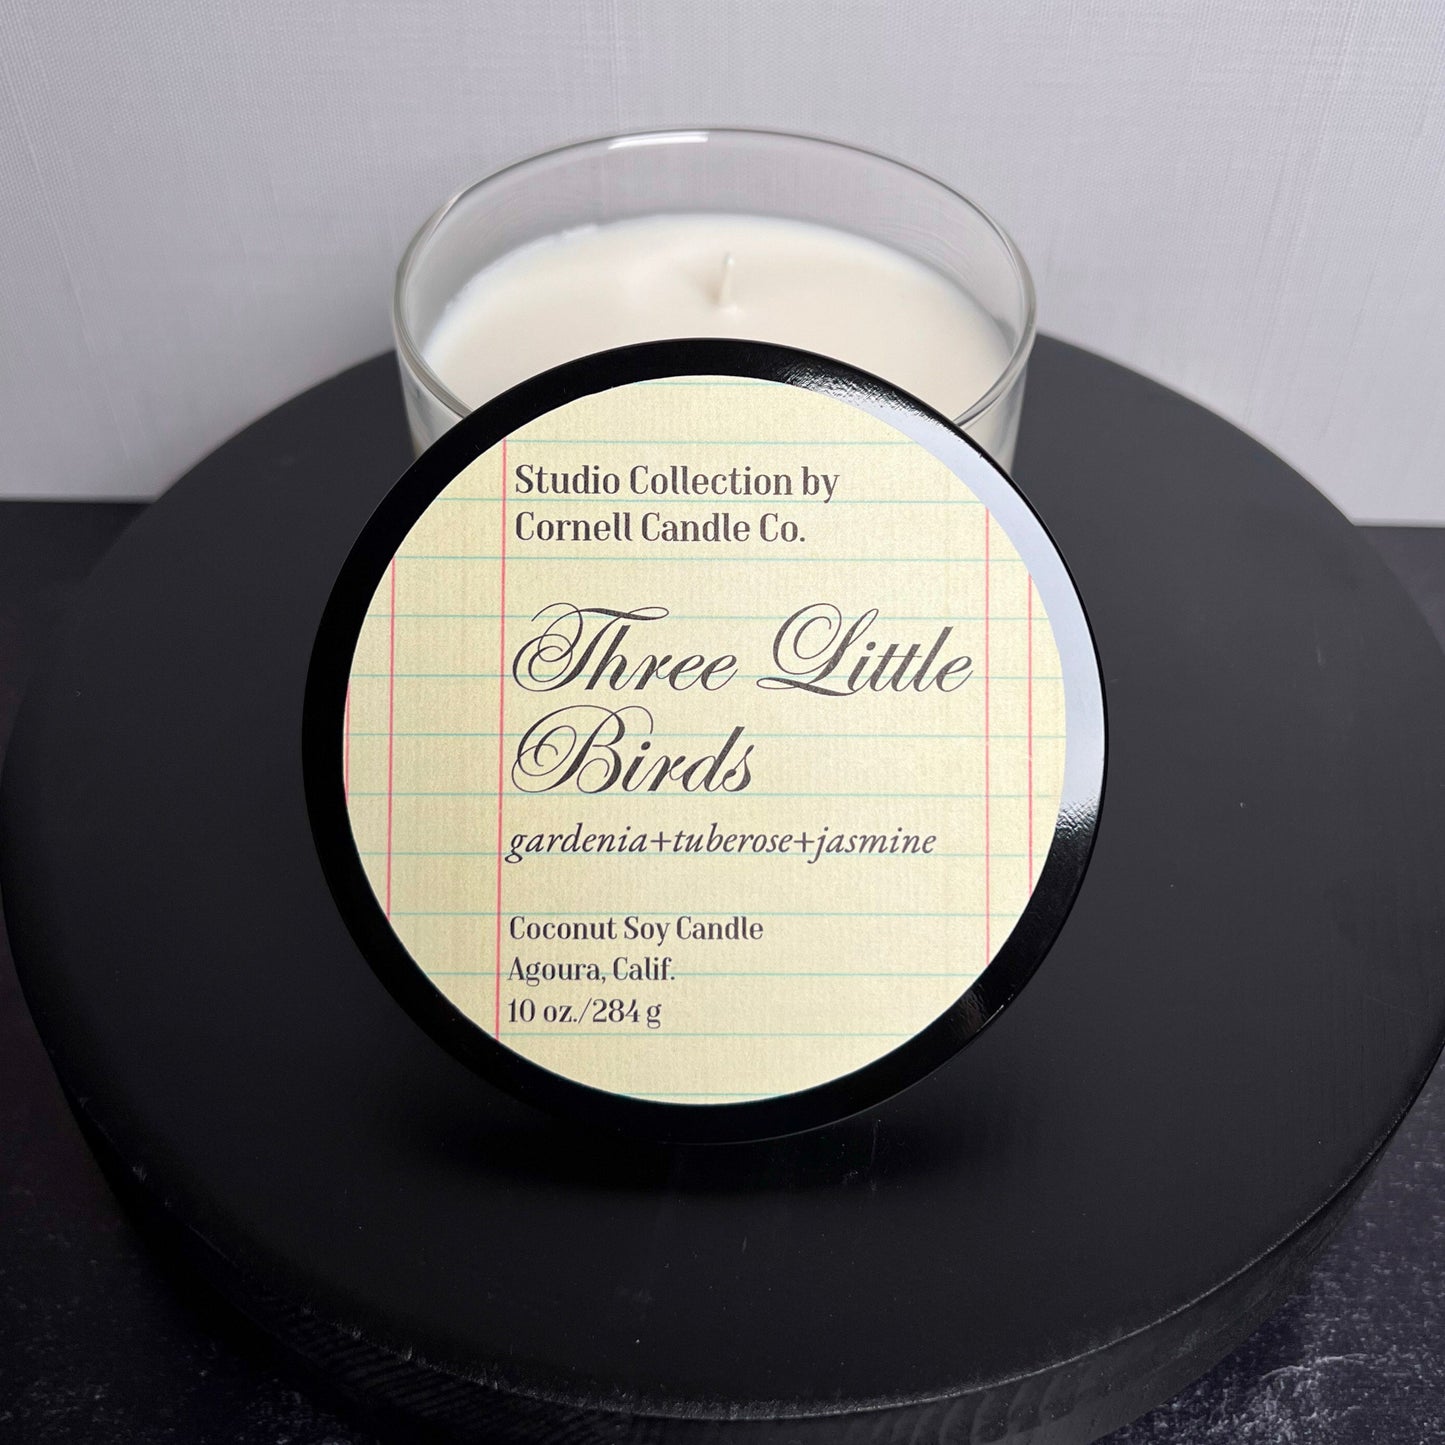 Studio Collection by
Cornell Candle Co.
Three Little
Birds
gardenia+tuberose+jasmine
Coconut Soy Candle
Agoura, Calif.
10 oz./284 g